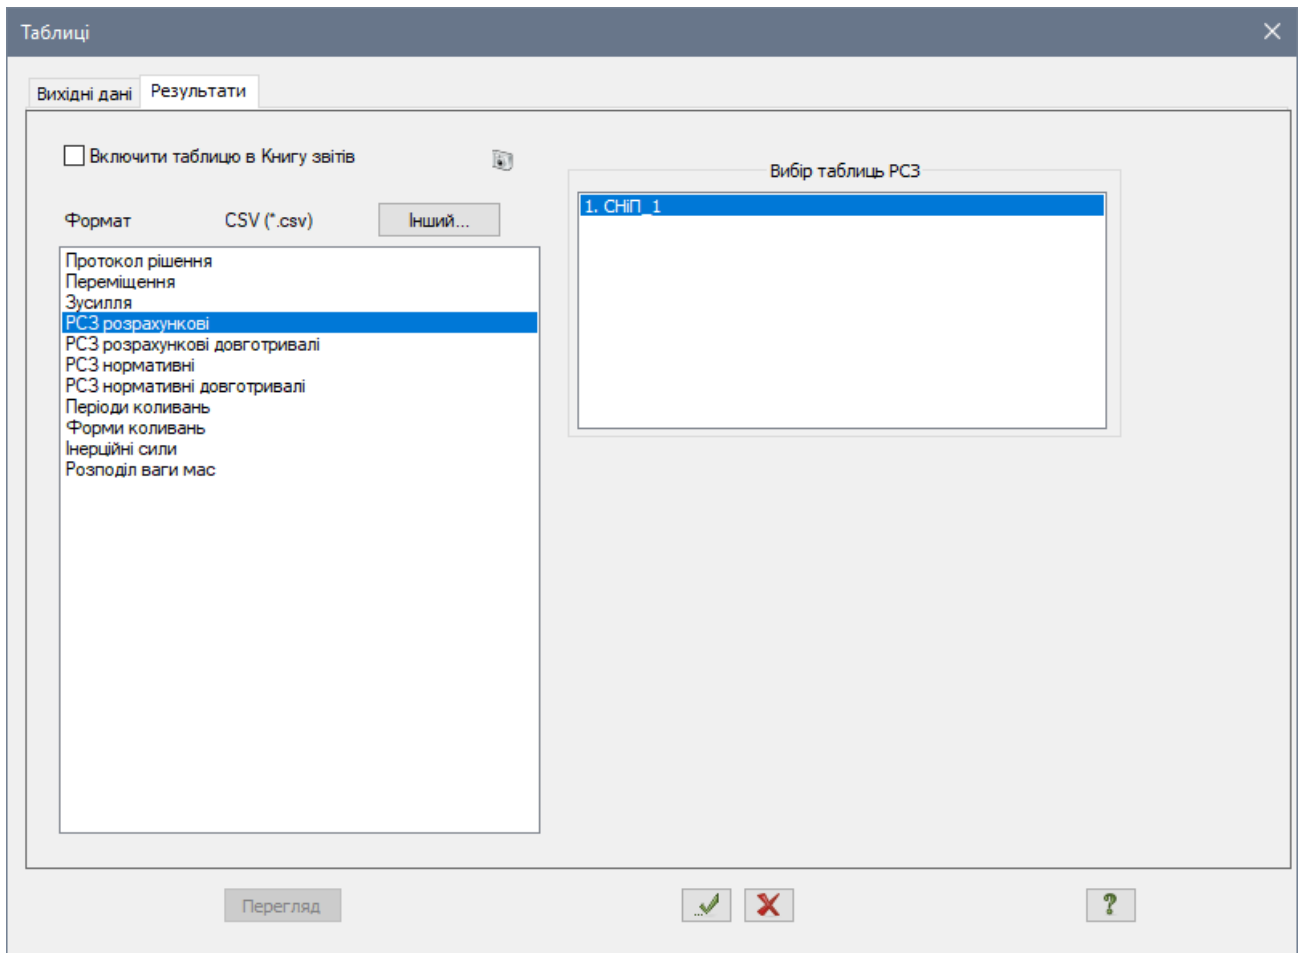 Таблиці
Вихідні дані
Результати
Включити таблицю в Книгу звітів
Формат
CSV (*.csv)
Інший...
Протокол рішення
Переміщення
Зусилля
РСЗ розрахункові
РСЗ розрахункові довготривалі
РСЗ нормативні
РСЗ нормативні довготривалі
Періоди коливань
Форми коливань
Інерційні сили
Розподіл ваги мас
Вибір таблиць РСЗ
1. СНіП_1
Перегляд
?